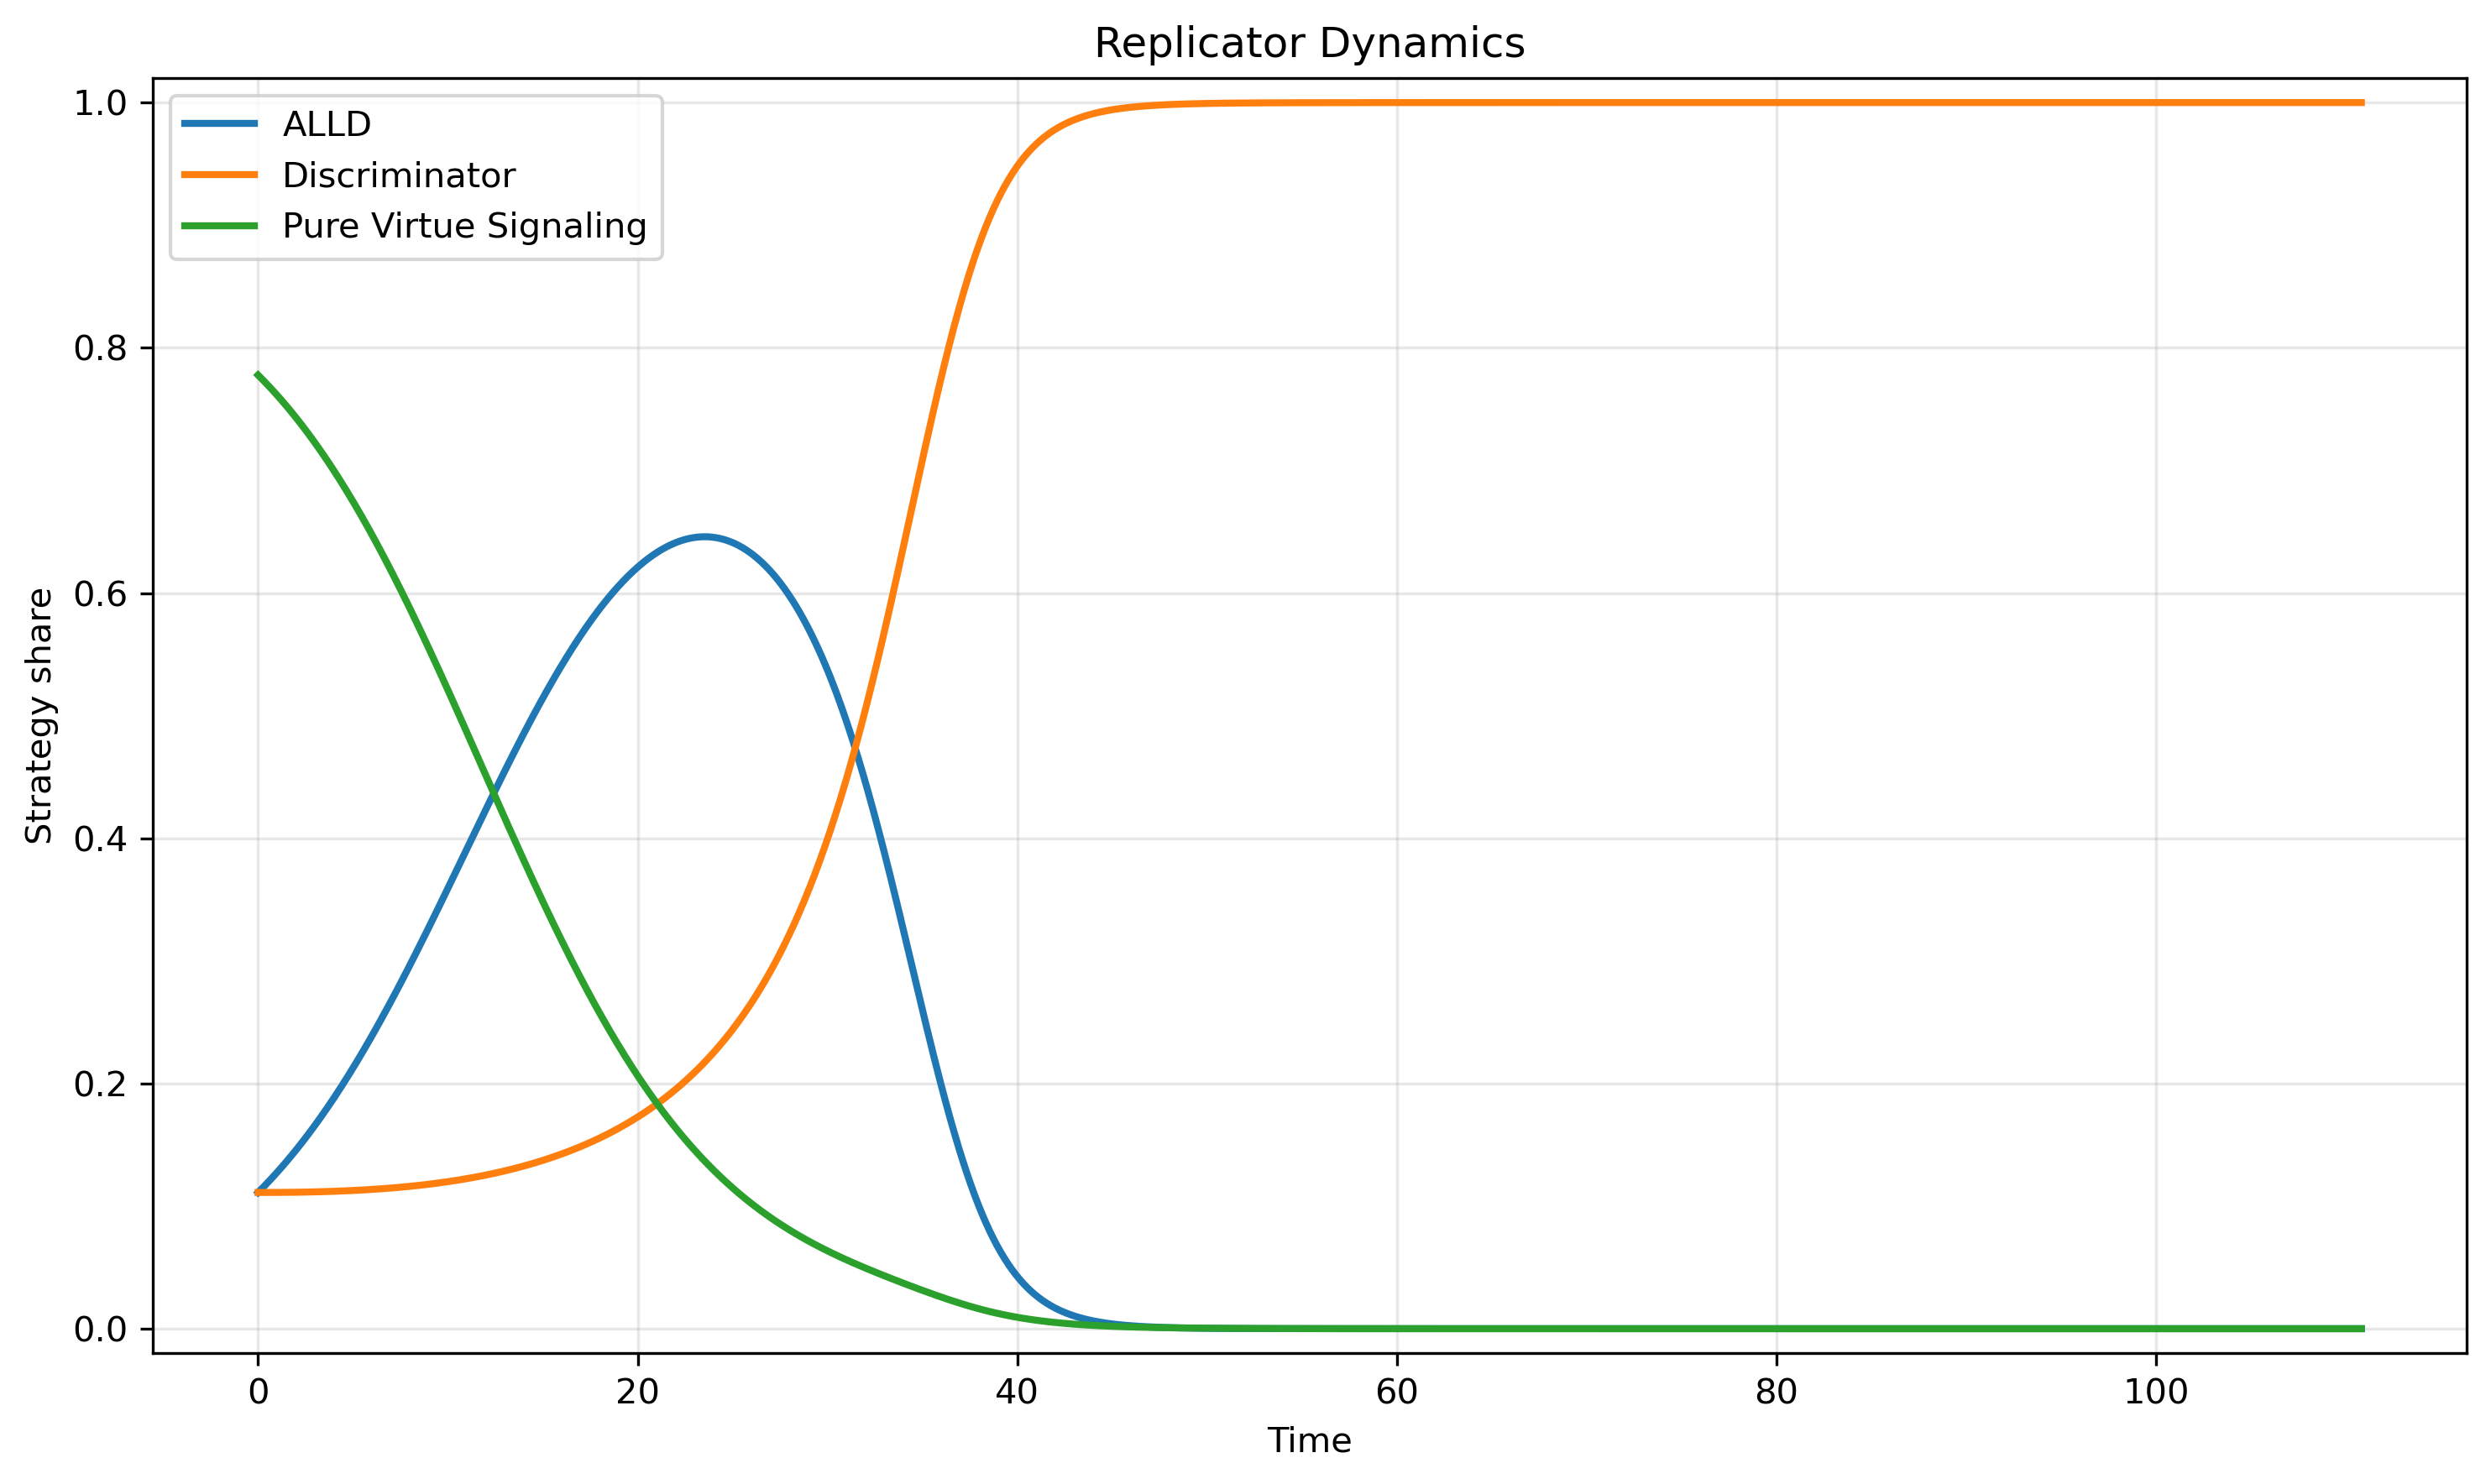 Replicator Dynamics
ALLD
Discriminator
Pure Virtue Signaling
1.0
0.8
0.6
0.4
0.2
0.0
Strategy share
0 20 40 60 80 100
Time